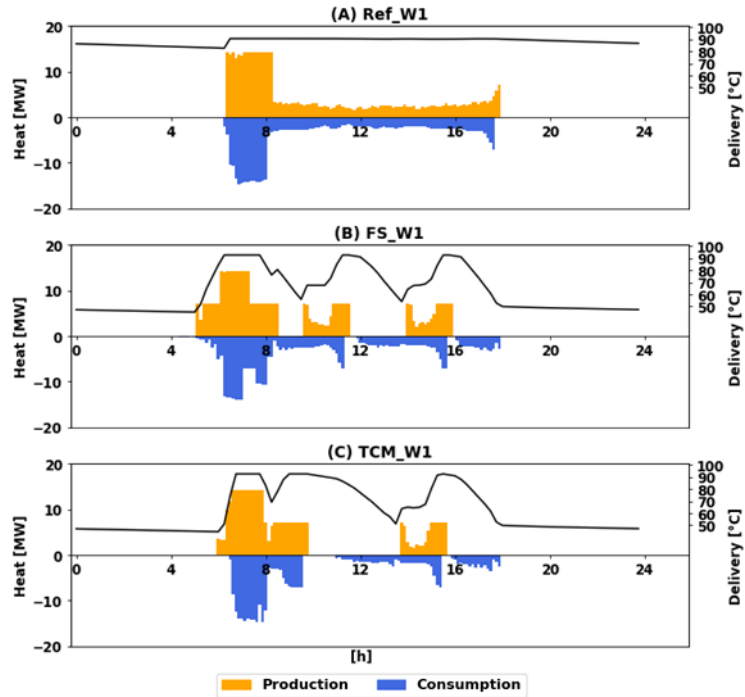 (A) Ref_W1
20
10
0
−10
−20
Heat [MW]
0 4 8 12 16 20 24
100
90
80
70
60
50
Delivery [°C]
(B) FS_W1
20
10
0
−10
−20
Heat [MW]
0 4 8 12 16 20 24
100
90
80
70
60
50
Delivery [°C]
(C) TCM_W1
20
10
0
−10
−20
Heat [MW]
0 4 8 12 16 20 24
100
90
80
70
60
50
Delivery [°C]
[h]
Production Consumption